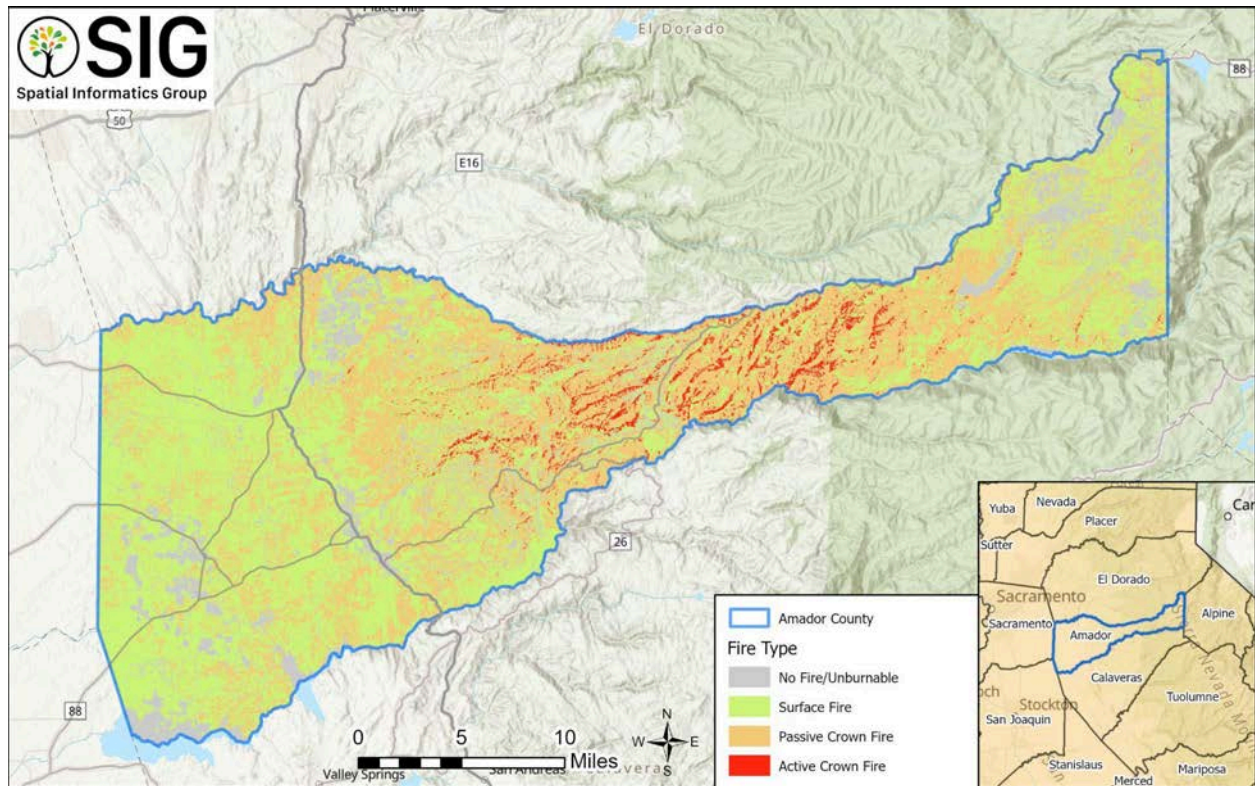 SIG
Spatial Informatics Group
Placerville
El Dorado
88
50
E16
26
88
Valley Springs
San Andreas
0 5 10
Miles
N
W E
S
Amador County
Fire Type
No Fire/Unburnable
Surface Fire
Passive Crown Fire
Active Crown Fire
Yuba
Nevada
Placer
Sutter
El Dorado
Sacramento
Sacramento
Amador
Alpine
Calaveras
Stockton
San Joaquin
Tuolumne
Stanislaus
Merced
Mariposa